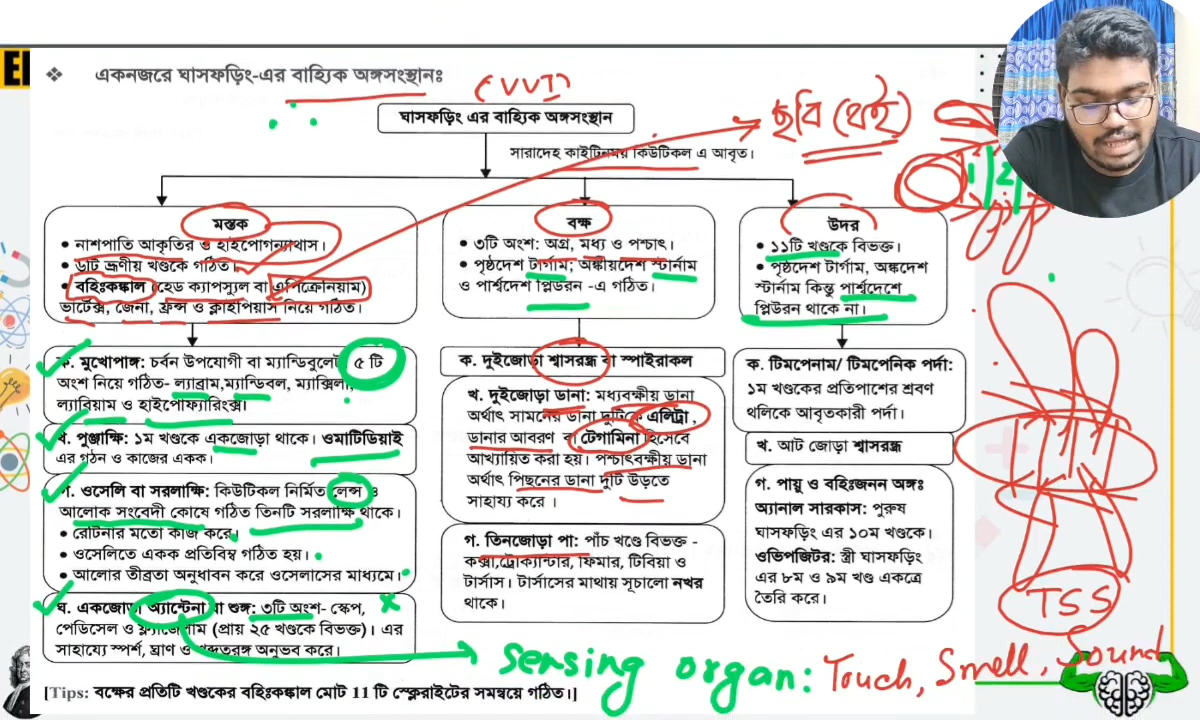 একনজরে ঘাসফড়িং-এর বাহ্যিক অঙ্গসংস্থানঃ
(VVI)
ঘাসফড়িং এর বাহ্যিক অঙ্গসংস্থান
ছবি (থেই)
সারাদেহ কাইটিনময় কিউটিকল এ আবৃত।
মস্তক
• নাশপাতি আকৃতির ও হাইপোগন্যাথাস।
• ৬টি ভ্রূণীয় খণ্ডকে গঠিত।
• বহিঃকঙ্কাল (হেড ক্যাপস্যুল বা এপিক্রেনিয়াম)
ভার্টেক্স, জেনা, ফ্রন্স ও ক্লাইপিয়াস নিয়ে গঠিত।
ক. মুখোপাঙ্গ: চর্বন উপযোগী বা ম্যান্ডিবুলেট ৫ টি
অংশ নিয়ে গঠিত- ল্যাব্রাম,ম্যান্ডিবল, ম্যাক্সিলা,
ল্যাবিয়াম ও হাইপোফ্যারিংক্স।
খ. পুঞ্জাক্ষি: ১ম খণ্ডকে একজোড়া থাকে। ওমাটিডিয়াই
এর গঠন ও কাজের একক।
গ. ওসেলি বা সরলাক্ষি: কিউটিকল নির্মিত লেন্স ও
আলোক সংবেদী কোষে গঠিত তিনটি সরলাক্ষি থাকে।
• রেটিনার মতো কাজ করে।
• ওসেলিতে একক প্রতিবিম্ব গঠিত হয়।
• আলোর তীব্রতা অনুধাবন করে ওসেলাসের মাধ্যমে।
ঘ. একজোড়া অ্যান্টেনা বা শুঙ্গ: ৩টি অংশ- স্কেপ,
পেডিসেল ও ফ্ল্যাজেলাম (প্রায় ২৫ খণ্ডকে বিভক্ত)। এর
সাহায্যে স্পর্শ, ঘ্রাণ ও শব্দতরঙ্গ অনুভব করে।
বক্ষ
• ৩টি অংশ: অগ্র, মধ্য ও পশ্চাৎ।
• পৃষ্ঠদেশ টার্গাম; অঙ্কীয়দেশ স্টার্নাম
ও পার্শ্বদেশ প্লিউরন -এ গঠিত।
ক. দুইজোড়া শ্বাসরন্ধ্র বা স্পাইরাকল
খ. দুইজোড়া ডানা: মধ্যবক্ষীয় ডানা
অর্থাৎ সামনের ডানা দুটিকে এলিট্রা,
ডানার আবরণ বা টেগামিনা হিসেবে
আখ্যায়িত করা হয়। পশ্চাৎবক্ষীয় ডানা
অর্থাৎ পিছনের ডানা দুটি উড়তে
সাহায্য করে ।
গ. তিনজোড়া পা: পাঁচ খণ্ডে বিভক্ত -
কক্সা,ট্রোক্যান্টার, ফিমার, টিবিয়া ও
টার্সাস। টার্সাসের মাথায় সূচালো নখর
থাকে।
উদর
• ১১টি খণ্ডকে বিভক্ত।
• পৃষ্ঠদেশ টার্গাম, অঙ্কদেশ
স্টার্নাম কিন্তু পার্শ্বদেশে
প্লিউরন থাকে না।
ক. টিমপেনাম/ টিমপেনিক পর্দা:
১ম খণ্ডকের প্রতিপাশের শ্রবণ
থলিকে আবৃতকারী পর্দা।
খ. আট জোড়া শ্বাসরন্ধ্র
গ. পায়ু ও বহিঃজনন অঙ্গঃ
অ্যানাল সারকাস: পুরুষ
ঘাসফড়িং এর ১০ম খণ্ডকে।
ওভিপজিটর: স্ত্রী ঘাসফড়িং
এর ৮ম ও ৯ম খণ্ড একত্রে
তৈরি করে।
1 2
TSS
Sensing organ: Touch, Smell, Sound
[Tips: বক্ষের প্রতিটি খণ্ডকের বহিঃকঙ্কাল মোট 11 টি স্ক্লেরাইটের সমন্বয়ে গঠিত।]